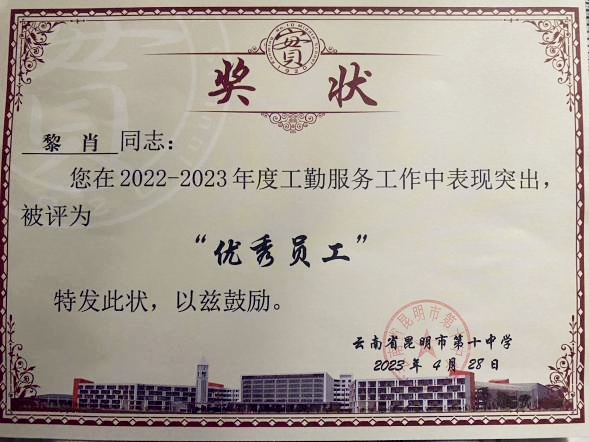 奖状
黎肖同志：
您在2022-2023年度工勤服务工作中表现突出，
被评为
“优秀员工”
特发此状，以兹鼓励。
云南省昆明市第十中学
2023年4月28日